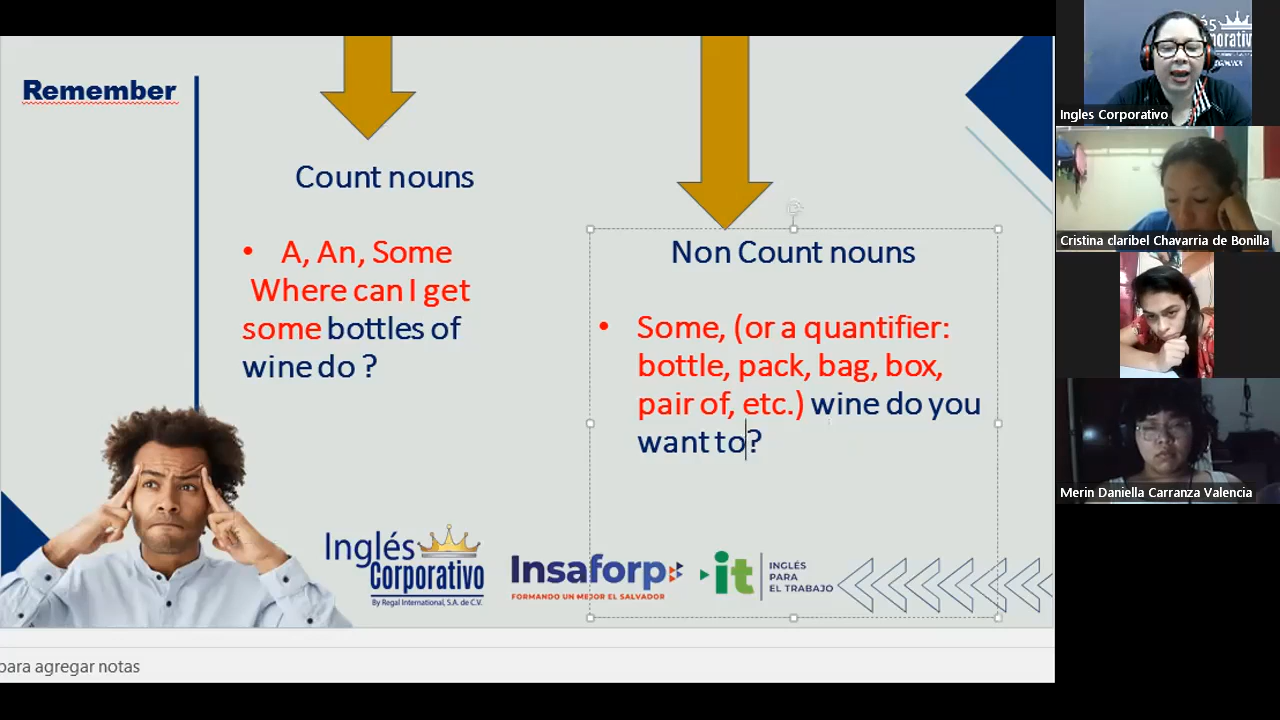 Remember
Count nouns
• A, An, Some
Where can I get
some bottles of
wine do ?
Non Count nouns
• Some, (or a quantifier:
bottle, pack, bag, box,
pair of, etc.) wine do you
want to?
Inglés
Corporativo
By Regal International, S.A. de C.V.
Insaforp
FORMANDO UN MEJOR EL SALVADOR
it
INGLÉS
PARA
EL TRABAJO
para agregar notas
Ingles Corporativo
Cristina claribel Chavarria de Bonilla
Merin Daniella Carranza Valencia